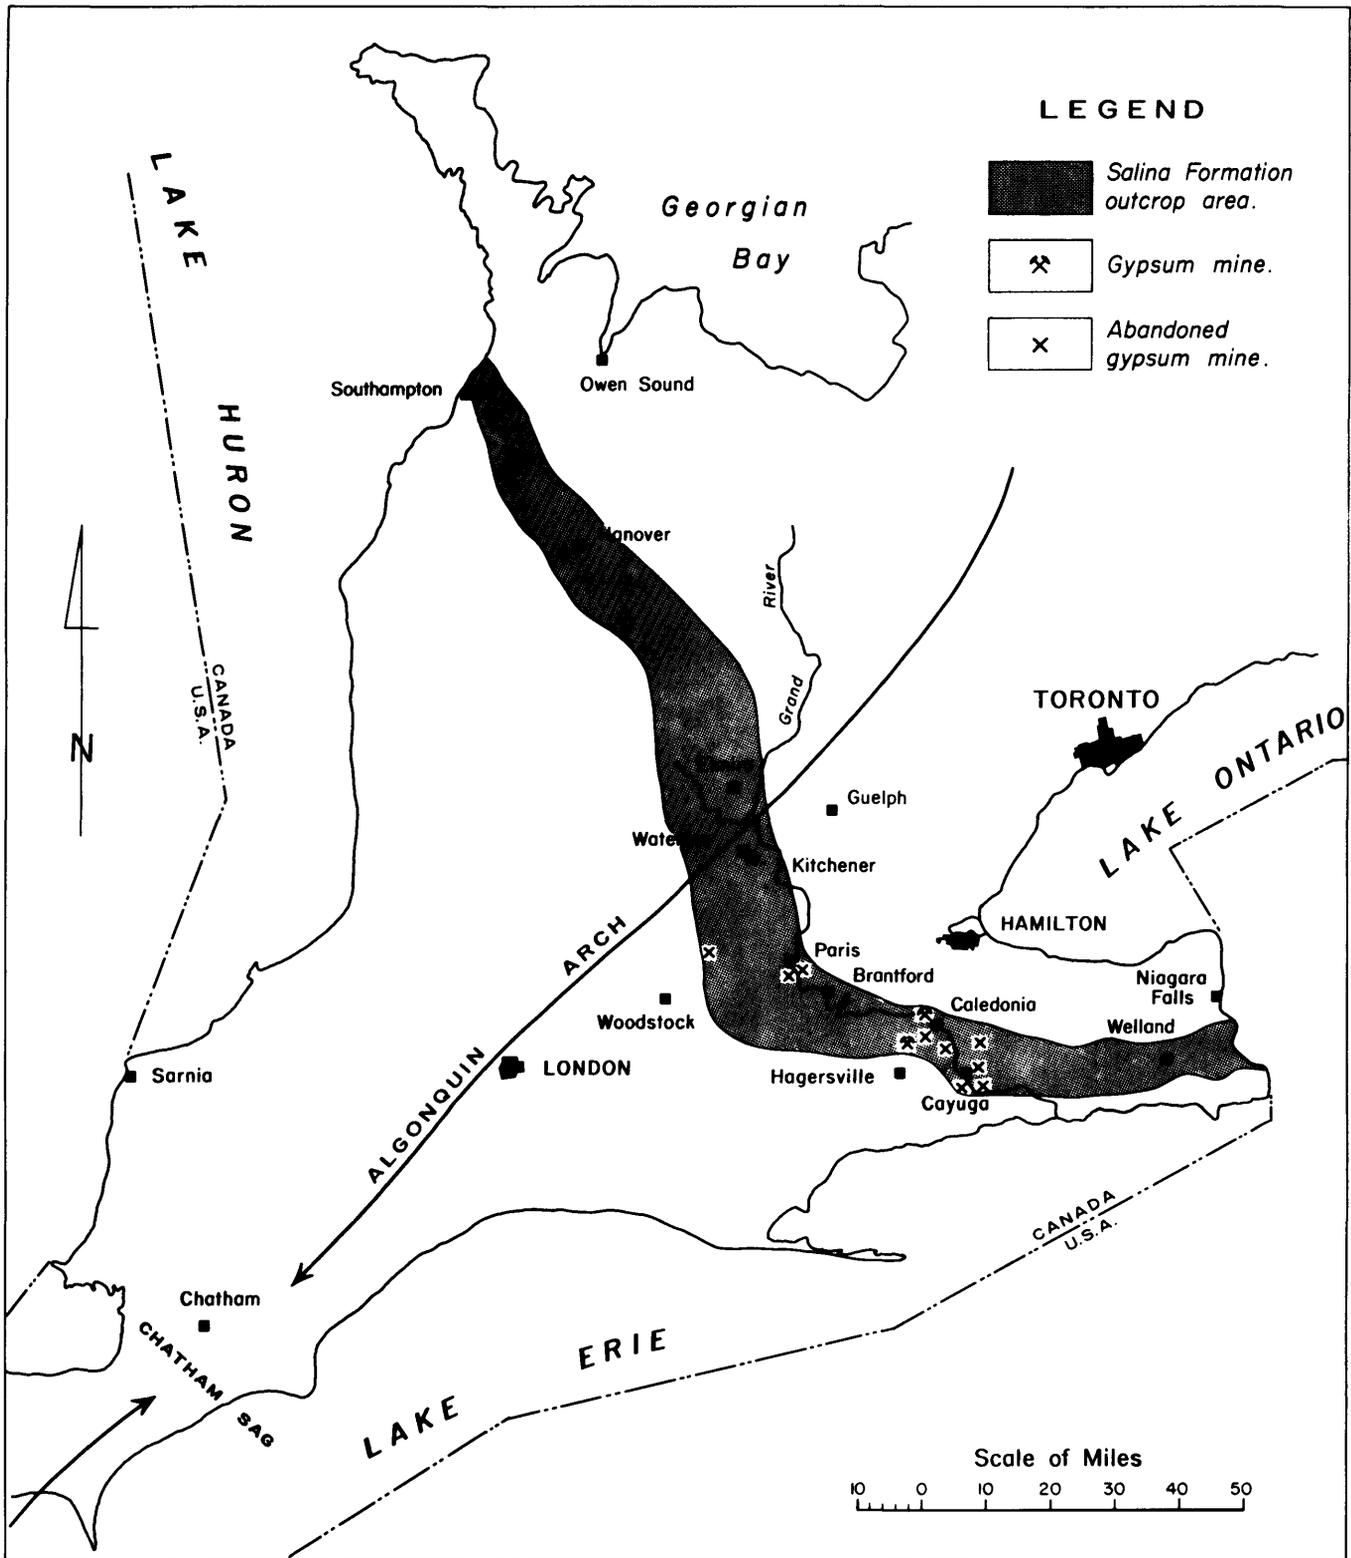 LEGEND
Salina Formation
outcrop area.
Gypsum mine.
Abandoned
gypsum mine.
LAKE
HURON
Georgian
Bay
Owen Sound
Southampton
River
Grand
CANADA
U.S.A.
N
TORONTO
LAKE ONTARIO
Guelph
Kitchener
HAMILTON
Paris
Brantford
Caledonia
Niagara
Falls
Welland
Woodstock
ARCH
ALGONQUIN
LONDON
Sarnia
Hagersville
Cayuga
CANADA
U.S.A.
Chatham
CHATHAM
SAG
LAKE
ERIE
Scale of Miles
10 0 10 20 30 40 50